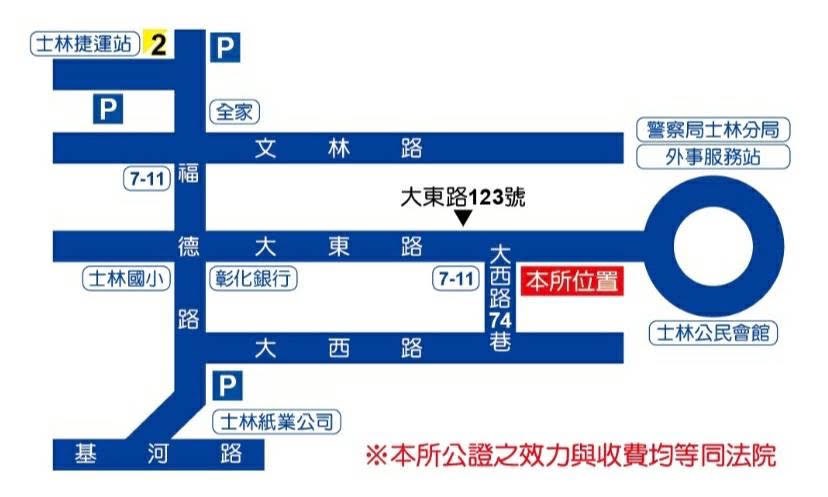 士林捷運站 2
P
P
全家
警察局士林分局
外事服務站
文林路
7-11
福德路
大東路123號
大東路
士林國小
彰化銀行
7-11
大西路74巷
本所位置
大西路
士林公民會館
P
士林紙業公司
基河路
※本所公證之效力與收費均等同法院